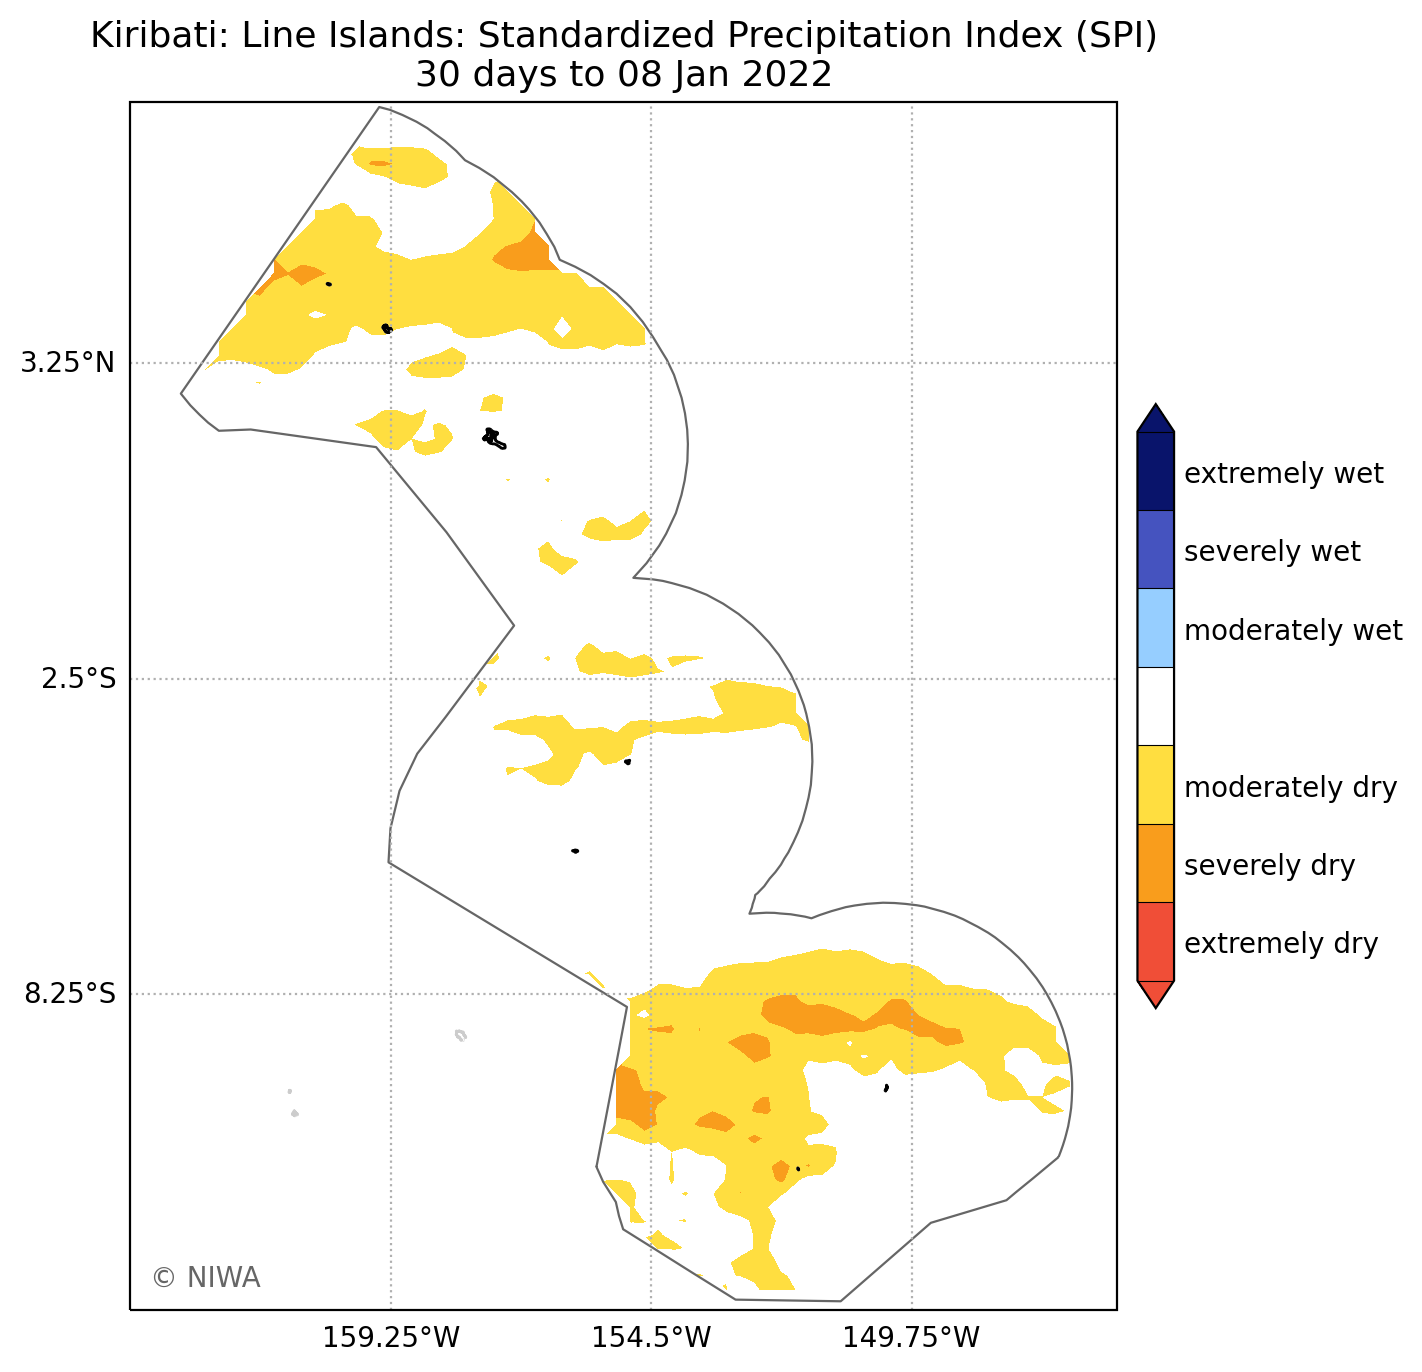 Kiribati: Line Islands: Standardized Precipitation Index (SPI)
30 days to 08 Jan 2022
3.25°N
2.5°S
8.25°S
159.25°W
154.5°W
149.75°W
extremely wet
severely wet
moderately wet
moderately dry
severely dry
extremely dry
© NIWA